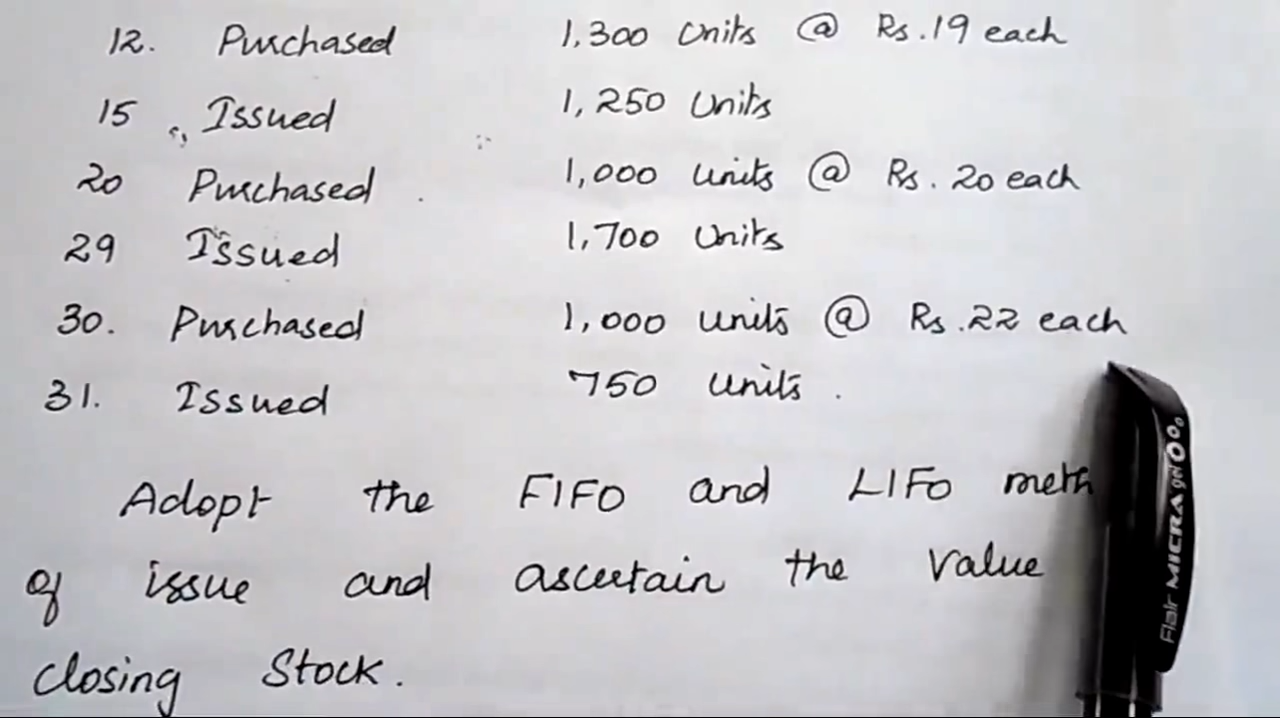 12. Purchased 1,300 Units @ Rs.19 each
15 Issued 1,250 Units
20 Purchased 1,000 units @ Rs. 20 each
29 Issued 1,700 Units
30. Purchased 1,000 units @ Rs.22 each
31. Issued 750 units.
Adopt the FIFO and LIFO meth
of issue and ascertain the value
closing Stock.
Flair MICRA gel